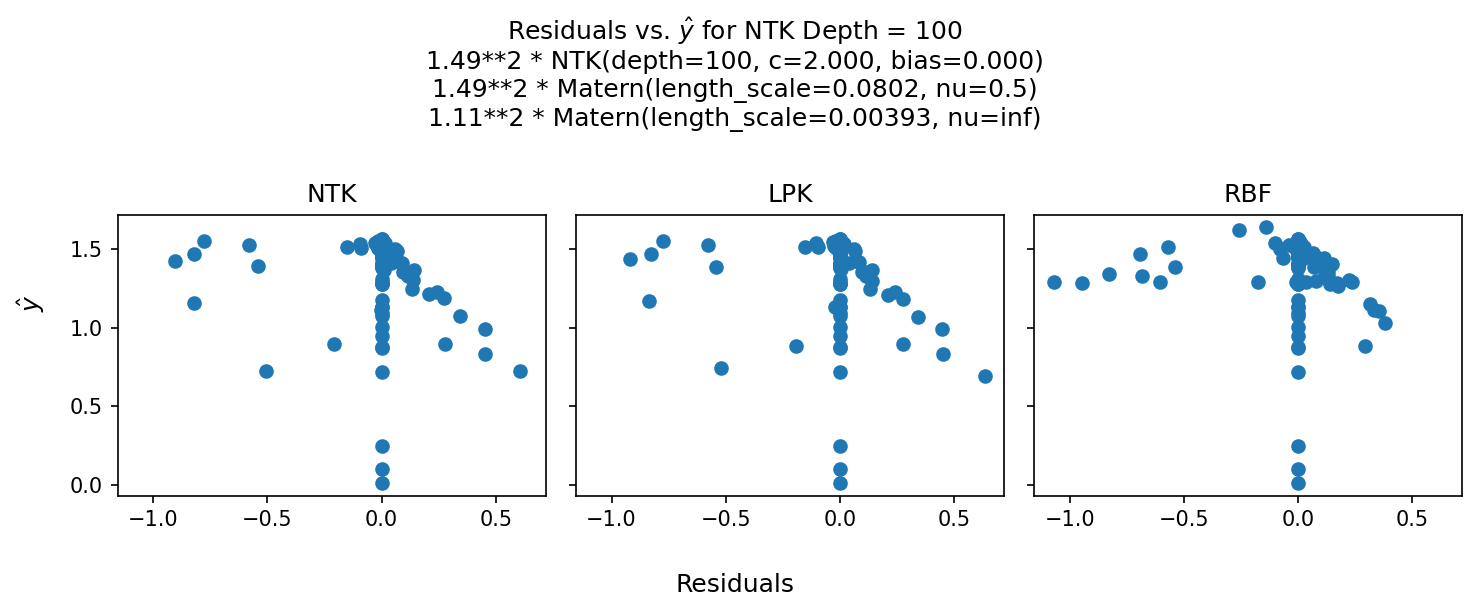 Residuals vs. ŷ for NTK Depth = 100
1.49**2 * NTK(depth=100, c=2.000, bias=0.000)
1.49**2 * Matern(length_scale=0.0802, nu=0.5)
1.11**2 * Matern(length_scale=0.00393, nu=inf)
NTK
LPK
RBF
ŷ
1.5
1.0
0.5
0.0
−1.0 −0.5 0.0 0.5
−1.0 −0.5 0.0 0.5
−1.0 −0.5 0.0 0.5
Residuals